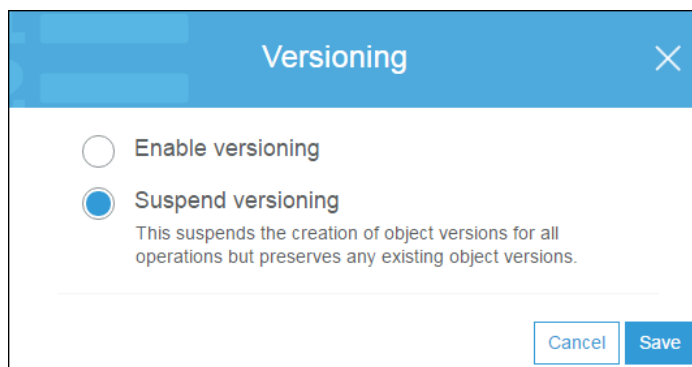 Versioning
Enable versioning
Suspend versioning
This suspends the creation of object versions for all
operations but preserves any existing object versions.
Cancel
Save